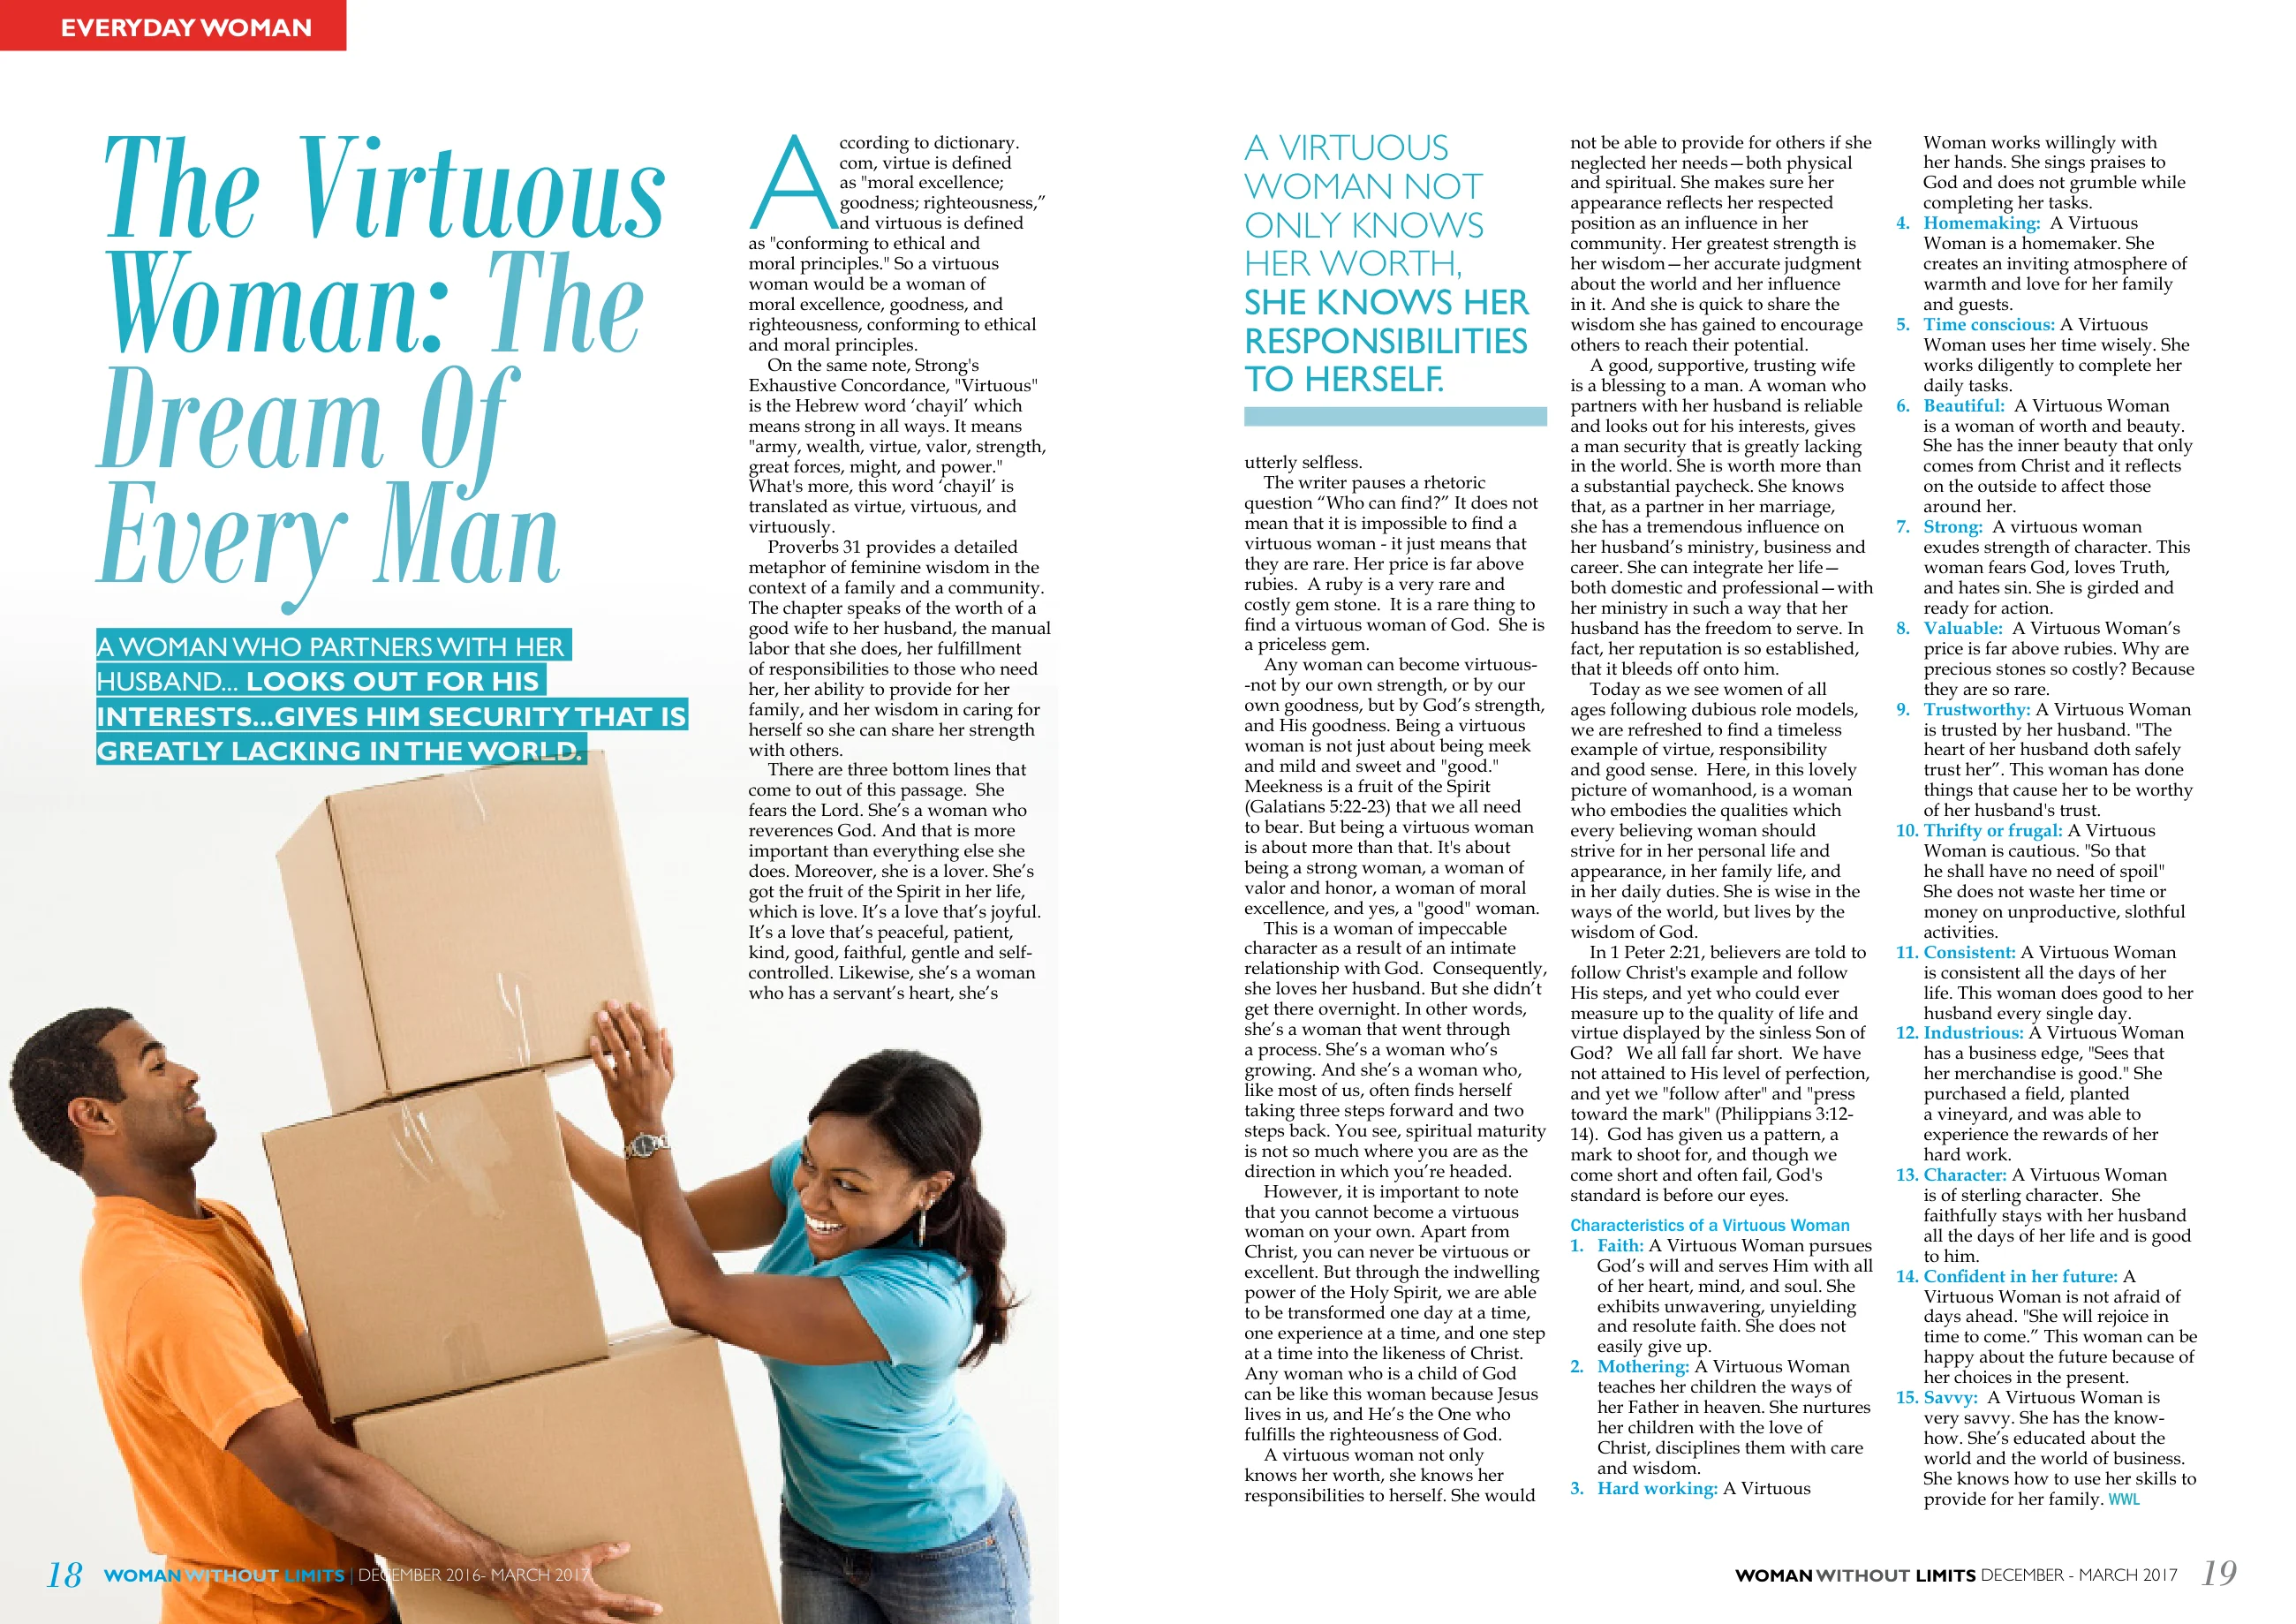 EVERYDAY WOMAN
The Virtuous
Woman: The
Dream Of
Every Man
A WOMAN WHO PARTNERS WITH HER
HUSBAND... LOOKS OUT FOR HIS
INTERESTS...GIVES HIM SECURITY THAT IS
GREATLY LACKING IN THE WORLD.
According to dictionary.
com, virtue is defined
as "moral excellence;
goodness; righteousness,”
and virtuous is defined
as "conforming to ethical and
moral principles." So a virtuous
woman would be a woman of
moral excellence, goodness, and
righteousness, conforming to ethical
and moral principles.
On the same note, Strong's
Exhaustive Concordance, "Virtuous"
is the Hebrew word ‘chayil’ which
means strong in all ways. It means
"army, wealth, virtue, valor, strength,
great forces, might, and power."
What's more, this word ‘chayil’ is
translated as virtue, virtuous, and
virtuously.
Proverbs 31 provides a detailed
metaphor of feminine wisdom in the
context of a family and a community.
The chapter speaks of the worth of a
good wife to her husband, the manual
labor that she does, her fulfillment
of responsibilities to those who need
her, her ability to provide for her
family, and her wisdom in caring for
herself so she can share her strength
with others.
There are three bottom lines that
come to out of this passage. She
fears the Lord. She’s a woman who
reverences God. And that is more
important than everything else she
does. Moreover, she is a lover. She’s
got the fruit of the Spirit in her life,
which is love. It’s a love that’s joyful.
It’s a love that’s peaceful, patient,
kind, good, faithful, gentle and self-
controlled. Likewise, she’s a woman
who has a servant’s heart, she’s
18 WOMAN WITHOUT LIMITS | DECEMBER 2016- MARCH 2017
A VIRTUOUS
WOMAN NOT
ONLY KNOWS
HER WORTH,
SHE KNOWS HER
RESPONSIBILITIES
TO HERSELF.
utterly selfless.
The writer pauses a rhetoric
question “Who can find?” It does not
mean that it is impossible to find a
virtuous woman - it just means that
they are rare. Her price is far above
rubies. A ruby is a very rare and
costly gem stone. It is a rare thing to
find a virtuous woman of God. She is
a priceless gem.
Any woman can become virtuous-
-not by our own strength, or by our
own goodness, but by God’s strength,
and His goodness. Being a virtuous
woman is not just about being meek
and mild and sweet and "good."
Meekness is a fruit of the Spirit
(Galatians 5:22-23) that we all need
to bear. But being a virtuous woman
is about more than that. It's about
being a strong woman, a woman of
valor and honor, a woman of moral
excellence, and yes, a "good" woman.
This is a woman of impeccable
character as a result of an intimate
relationship with God. Consequently,
she loves her husband. But she didn’t
get there overnight. In other words,
she’s a woman that went through
a process. She’s a woman who’s
growing. And she’s a woman who,
like most of us, often finds herself
taking three steps forward and two
steps back. You see, spiritual maturity
is not so much where you are as the
direction in which you’re headed.
However, it is important to note
that you cannot become a virtuous
woman on your own. Apart from
Christ, you can never be virtuous or
excellent. But through the indwelling
power of the Holy Spirit, we are able
to be transformed one day at a time,
one experience at a time, and one step
at a time into the likeness of Christ.
Any woman who is a child of God
can be like this woman because Jesus
lives in us, and He’s the One who
fulfills the righteousness of God.
A virtuous woman not only
knows her worth, she knows her
responsibilities to herself. She would
not be able to provide for others if she
neglected her needs—both physical
and spiritual. She makes sure her
appearance reflects her respected
position as an influence in her
community. Her greatest strength is
her wisdom—her accurate judgment
about the world and her influence
in it. And she is quick to share the
wisdom she has gained to encourage
others to reach their potential.
A good, supportive, trusting wife
is a blessing to a man. A woman who
partners with her husband is reliable
and looks out for his interests, gives
a man security that is greatly lacking
in the world. She is worth more than
a substantial paycheck. She knows
that, as a partner in her marriage,
she has a tremendous influence on
her husband’s ministry, business and
career. She can integrate her life—
both domestic and professional—with
her ministry in such a way that her
husband has the freedom to serve. In
fact, her reputation is so established,
that it bleeds off onto him.
Today as we see women of all
ages following dubious role models,
we are refreshed to find a timeless
example of virtue, responsibility
and good sense. Here, in this lovely
picture of womanhood, is a woman
who embodies the qualities which
every believing woman should
strive for in her personal life and
appearance, in her family life, and
in her daily duties. She is wise in the
ways of the world, but lives by the
wisdom of God.
In 1 Peter 2:21, believers are told to
follow Christ's example and follow
His steps, and yet who could ever
measure up to the quality of life and
virtue displayed by the sinless Son of
God? We all fall far short. We have
not attained to His level of perfection,
and yet we "follow after" and "press
toward the mark" (Philippians 3:12-
14). God has given us a pattern, a
mark to shoot for, and though we
come short and often fail, God's
standard is before our eyes.
Characteristics of a Virtuous Woman
1. Faith: A Virtuous Woman pursues
God’s will and serves Him with all
of her heart, mind, and soul. She
exhibits unwavering, unyielding
and resolute faith. She does not
easily give up.
2. Mothering: A Virtuous Woman
teaches her children the ways of
her Father in heaven. She nurtures
her children with the love of
Christ, disciplines them with care
and wisdom.
3. Hard working: A Virtuous
Woman works willingly with
her hands. She sings praises to
God and does not grumble while
completing her tasks.
4. Homemaking: A Virtuous
Woman is a homemaker. She
creates an inviting atmosphere of
warmth and love for her family
and guests.
5. Time conscious: A Virtuous
Woman uses her time wisely. She
works diligently to complete her
daily tasks.
6. Beautiful: A Virtuous Woman
is a woman of worth and beauty.
She has the inner beauty that only
comes from Christ and it reflects
on the outside to affect those
around her.
7. Strong: A virtuous woman
exudes strength of character. This
woman fears God, loves Truth,
and hates sin. She is girded and
ready for action.
8. Valuable: A Virtuous Woman’s
price is far above rubies. Why are
precious stones so costly? Because
they are so rare.
9. Trustworthy: A Virtuous Woman
is trusted by her husband. "The
heart of her husband doth safely
trust her”. This woman has done
things that cause her to be worthy
of her husband's trust.
10. Thrifty or frugal: A Virtuous
Woman is cautious. "So that
he shall have no need of spoil"
She does not waste her time or
money on unproductive, slothful
activities.
11. Consistent: A Virtuous Woman
is consistent all the days of her
life. This woman does good to her
husband every single day.
12. Industrious: A Virtuous Woman
has a business edge, "Sees that
her merchandise is good." She
purchased a field, planted
a vineyard, and was able to
experience the rewards of her
hard work.
13. Character: A Virtuous Woman
is of sterling character. She
faithfully stays with her husband
all the days of her life and is good
to him.
14. Confident in her future: A
Virtuous Woman is not afraid of
days ahead. "She will rejoice in
time to come.” This woman can be
happy about the future because of
her choices in the present.
15. Savvy: A Virtuous Woman is
very savvy. She has the know-
how. She’s educated about the
world and the world of business.
She knows how to use her skills to
provide for her family. WWL
WOMAN WITHOUT LIMITS DECEMBER - MARCH 2017 19